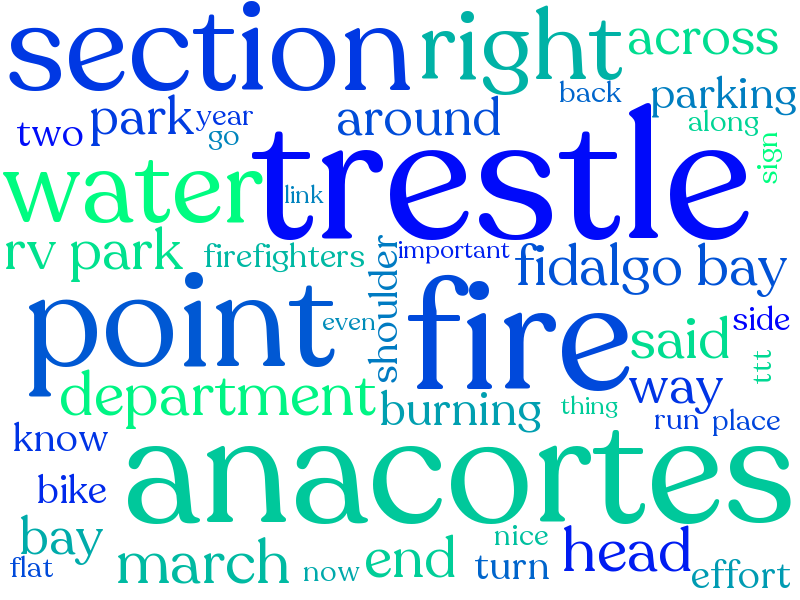 section right across
back parking
two park year around along
go sign
water trestle
link
rv park firefighters important fidalgo bay
shoulder
point fire
even said side
ttt
department way
burning thing run place
know
anacortes
bike
bay nice head
march now end turn effort
flat